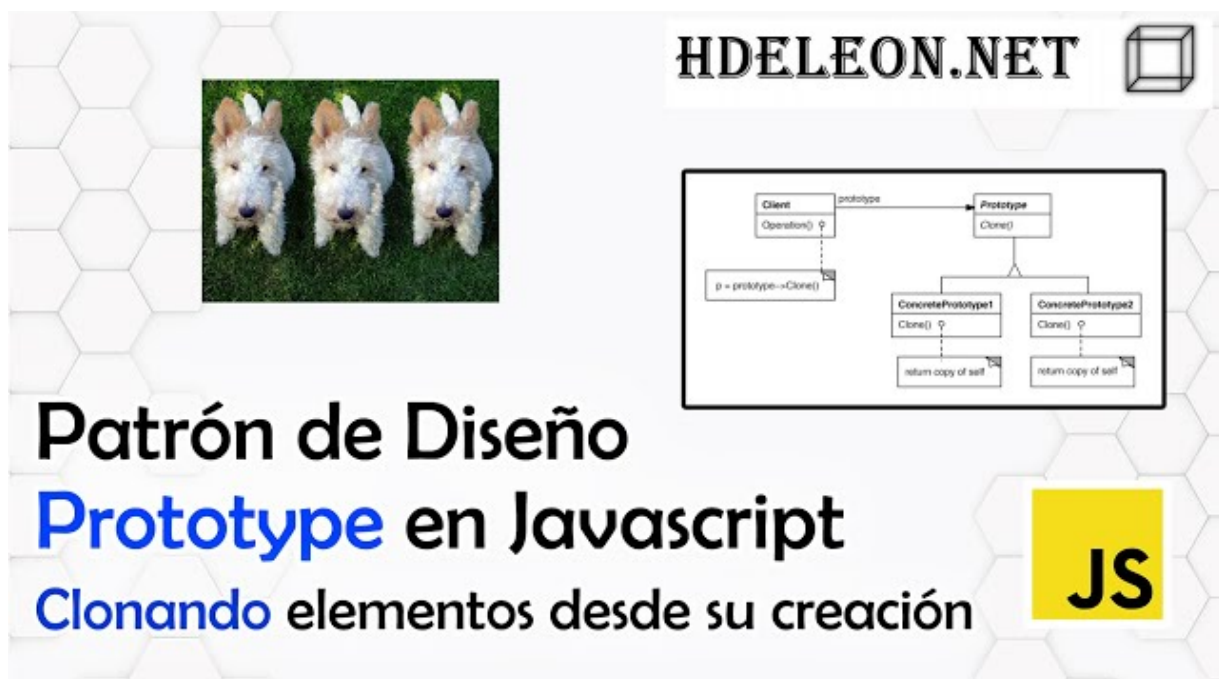 HDELEON.NET
Client
Operation()
prototype
Prototype
Clone()
p = prototype->Clone()
ConcretePrototype1
Clone()
return copy of self
ConcretePrototype2
Clone()
return copy of self
Patrón de Diseño
Prototype en Javascript
Clonando elementos desde su creación
JS